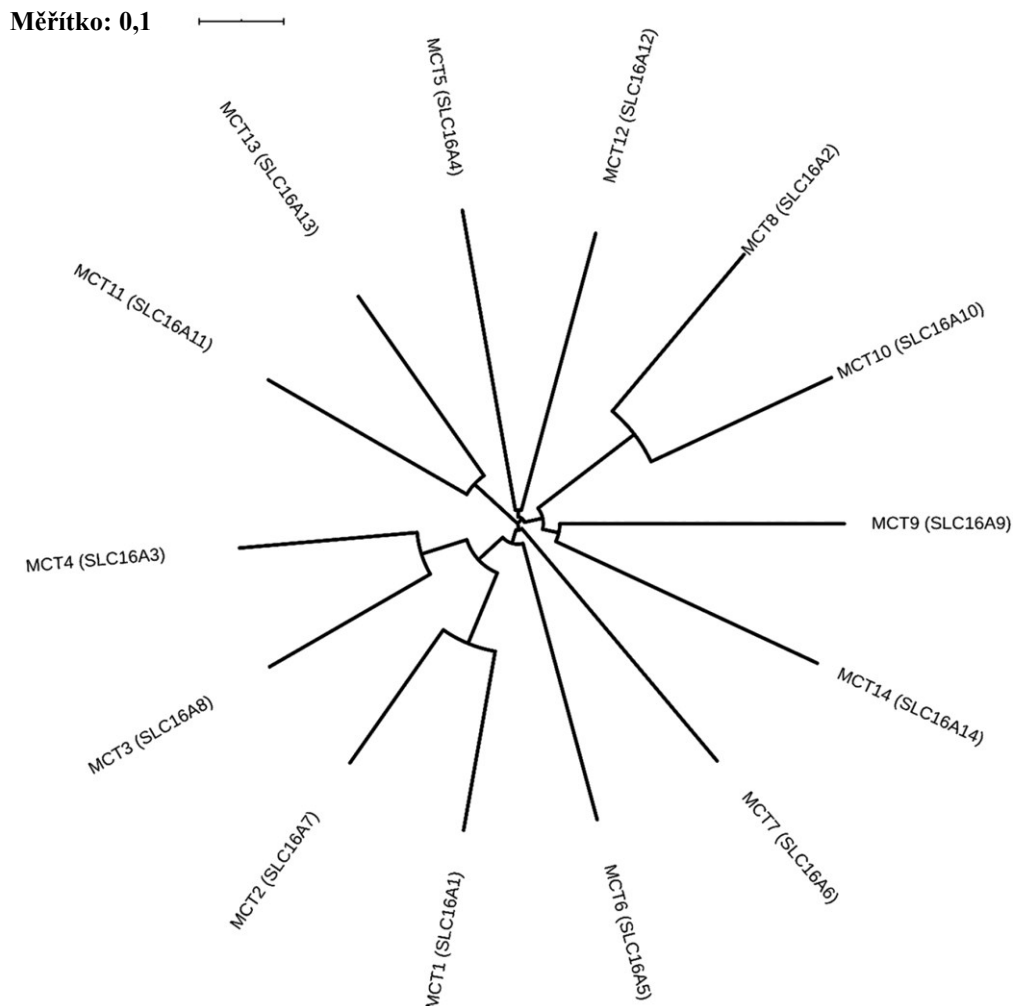 Měřítko: 0,1
MCT5 (SLC16A4)
MCT12 (SLC16A12)
MCT13 (SLC16A13)
MCT8 (SLC16A2)
MCT11 (SLC16A11)
MCT10 (SLC16A10)
MCT9 (SLC16A9)
MCT4 (SLC16A3)
MCT14 (SLC16A14)
MCT3 (SLC16A8)
MCT7 (SLC16A6)
MCT2 (SLC16A7)
MCT1 (SLC16A1)
MCT6 (SLC16A5)